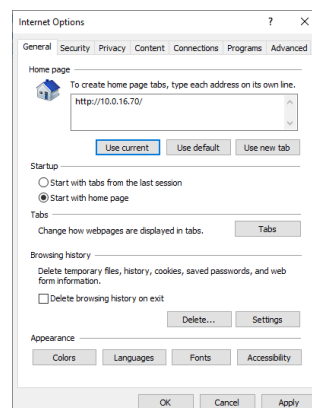 Internet Options
? ×
General Security Privacy Content Connections Programs Advanced
Home page
To create home page tabs, type each address on its own line.
http://10.0.16.70/
Use current Use default Use new tab
Startup
Start with tabs from the last session
Start with home page
Tabs
Change how webpages are displayed in tabs. Tabs
Browsing history
Delete temporary files, history, cookies, saved passwords, and web
form information.
Delete browsing history on exit
Delete... Settings
Appearance
Colors Languages Fonts Accessibility
OK Cancel Apply